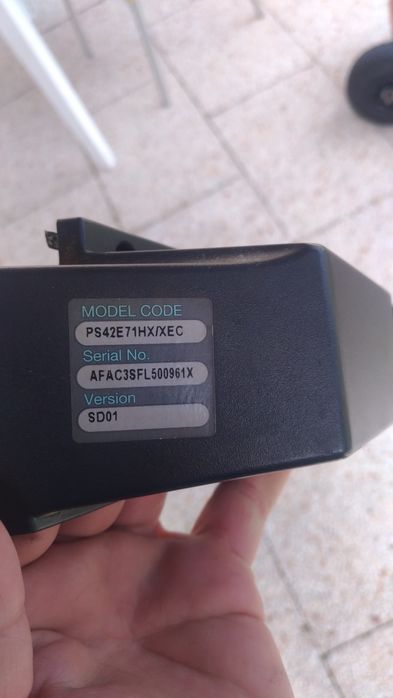 MODEL CODE
PS42E71HX/XEC
Serial No.
AFAC3SFL500961X
Version
SD01